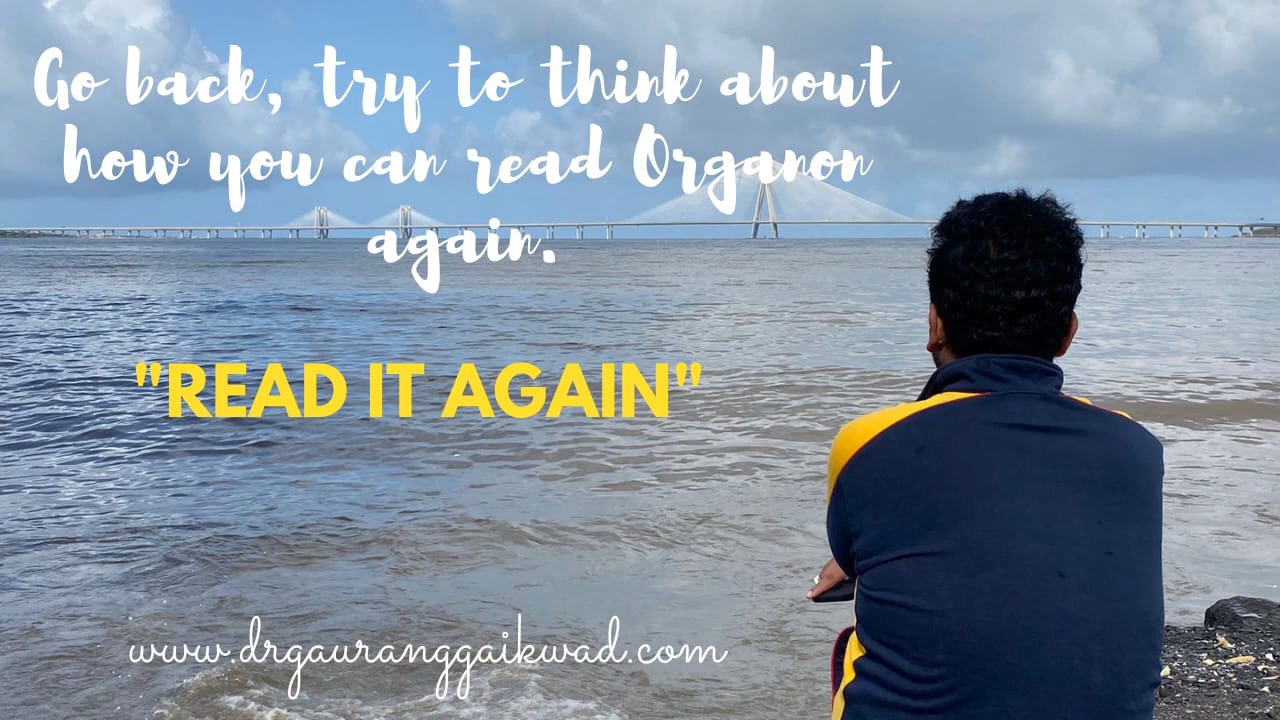 Go back, try to think about
how you can read Organon
again.
"READ IT AGAIN"
www.drgauranggaikwad.com